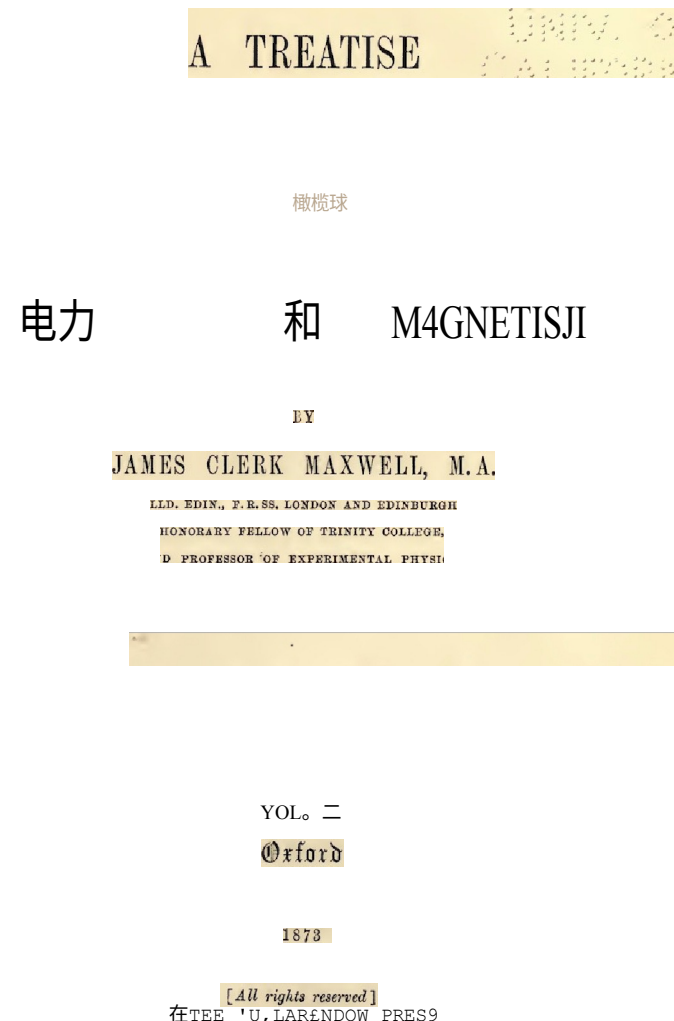 A TREATISE
橄榄球
电力 和 M4GNETISJI
BY
JAMES CLERK MAXWELL, M.A.
LLD. EDIN., F.R.SS. LONDON AND EDINBURGH
HONORARY FELLOW OF TRINITY COLLEGE,
D PROFESSOR OF EXPERIMENTAL PHYSI
YOL。二
Oxford
1873
[All rights reserved]
在TEE 'U,LAR£NDOW PRES9